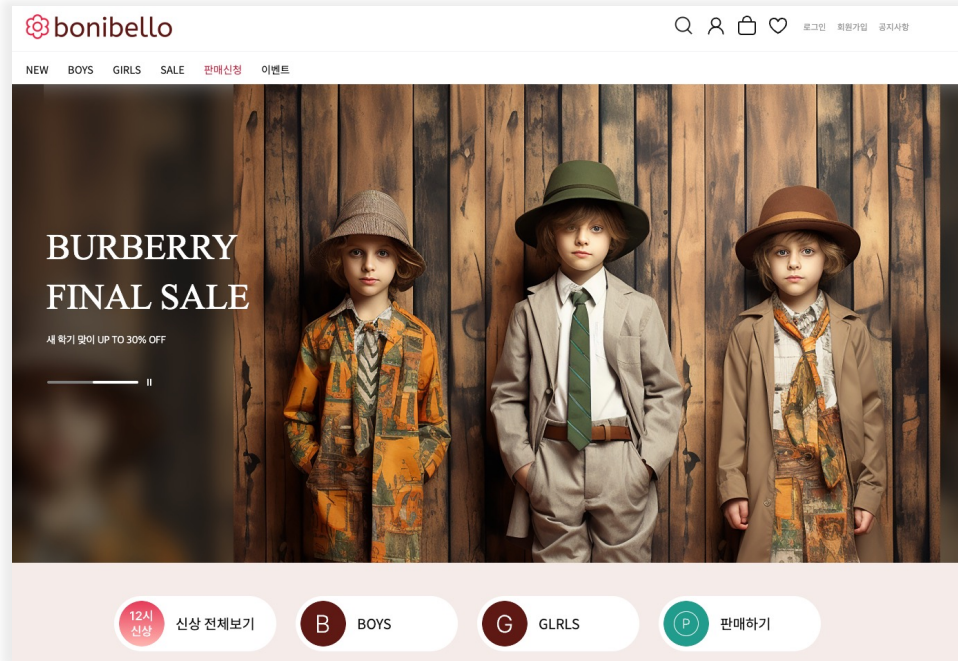 bonibello
로그인 회원가입 공지사항
NEW BOYS GIRLS SALE 판매신청 이벤트
BURBERRY
FINAL SALE
새 학기 맞이 UP TO 30% OFF
12시
신상
신상 전체보기
B
BOYS
G
GLRLS
P
판매하기